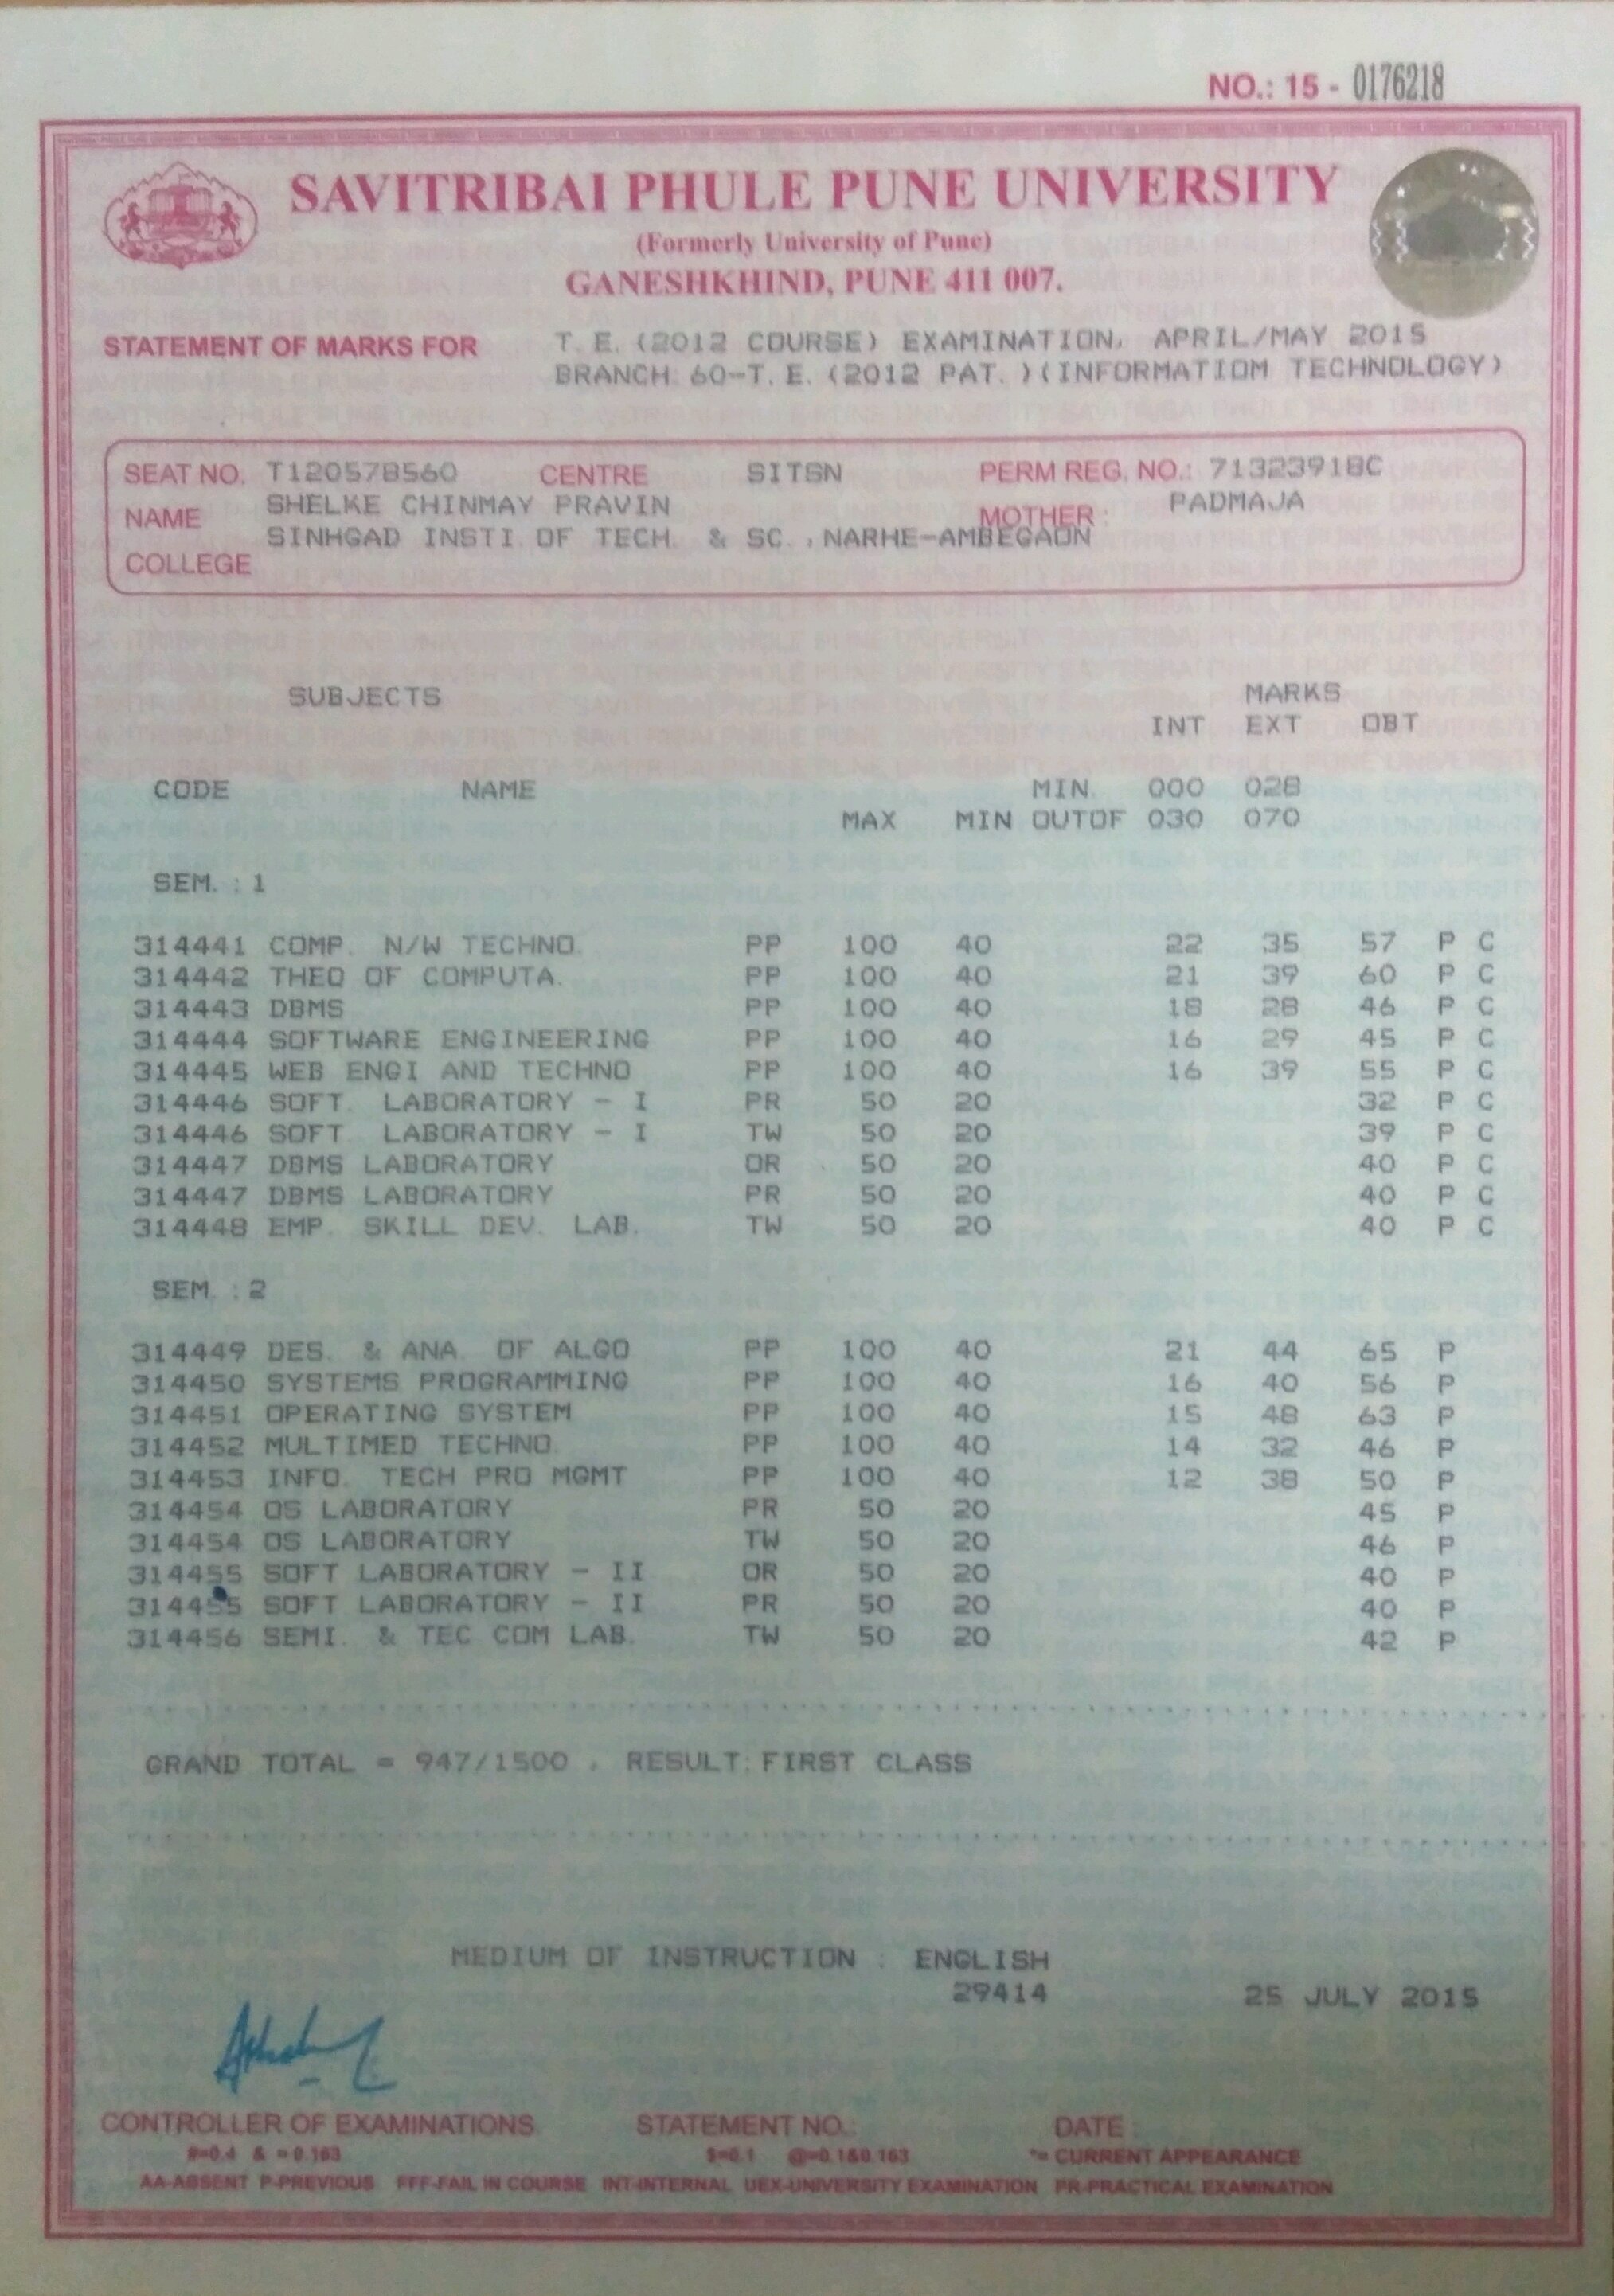 NO.: 15 - 0176218
SAVITRIBAI PHULE PUNE UNIVERSITY
(Formerly University of Pune)
GANESHKHIND, PUNE 411 007.
STATEMENT OF MARKS FOR T. E. (2012 COURSE) EXAMINATION, APRIL/MAY 2015
BRANCH: 60-T. E. (2012 PAT. )(INFORMATIOM TECHNOLOGY)
SEAT NO. T120578560 CENTRE SITSN PERM REG. NO.: 71323918C
NAME SHELKE CHINMAY PRAVIN MOTHER : PADMAJA
COLLEGE SINHGAD INSTI. OF TECH. & SC. , NARHE-AMBEGAON
SUBJECTS MARKS
INT EXT OBT
CODE NAME MIN. 000 028
MAX MIN OUTOF 030 070
SEM. : 1
314441 COMP. N/W TECHNO. PP 100 40 22 35 57 P C
314442 THEO OF COMPUTA. PP 100 40 21 39 60 P C
314443 DBMS PP 100 40 18 28 46 P C
314444 SOFTWARE ENGINEERING PP 100 40 16 29 45 P C
314445 WEB ENGI AND TECHNO PP 100 40 16 39 55 P C
314446 SOFT. LABORATORY - I PR 50 20 32 P C
314446 SOFT. LABORATORY - I TW 50 20 39 P C
314447 DBMS LABORATORY OR 50 20 40 P C
314447 DBMS LABORATORY PR 50 20 40 P C
314448 EMP. SKILL DEV. LAB. TW 50 20 40 P C
SEM. : 2
314449 DES. & ANA. OF ALGO PP 100 40 21 44 65 P
314450 SYSTEMS PROGRAMMING PP 100 40 16 40 56 P
314451 OPERATING SYSTEM PP 100 40 15 48 63 P
314452 MULTIMED TECHNO. PP 100 40 14 32 46 P
314453 INFO. TECH PRO MGMT PP 100 40 12 38 50 P
314454 OS LABORATORY PR 50 20 45 P
314454 OS LABORATORY TW 50 20 46 P
314455 SOFT LABORATORY - II OR 50 20 40 P
314455 SOFT LABORATORY - II PR 50 20 40 P
314456 SEMI. & TEC COM LAB. TW 50 20 42 P
GRAND TOTAL = 947/1500 , RESULT: FIRST CLASS
MEDIUM OF INSTRUCTION : ENGLISH
29414 25 JULY 2015
CONTROLLER OF EXAMINATIONS STATEMENT NO.: DATE :
#=0.4 & = 0.163 $=0.1 @=0.1&0.163 *= CURRENT APPEARANCE
AA-ABSENT P-PREVIOUS FFF-FAIL IN COURSE INT-INTERNAL UEX-UNIVERSITY EXAMINATION PR-PRACTICAL EXAMINATION